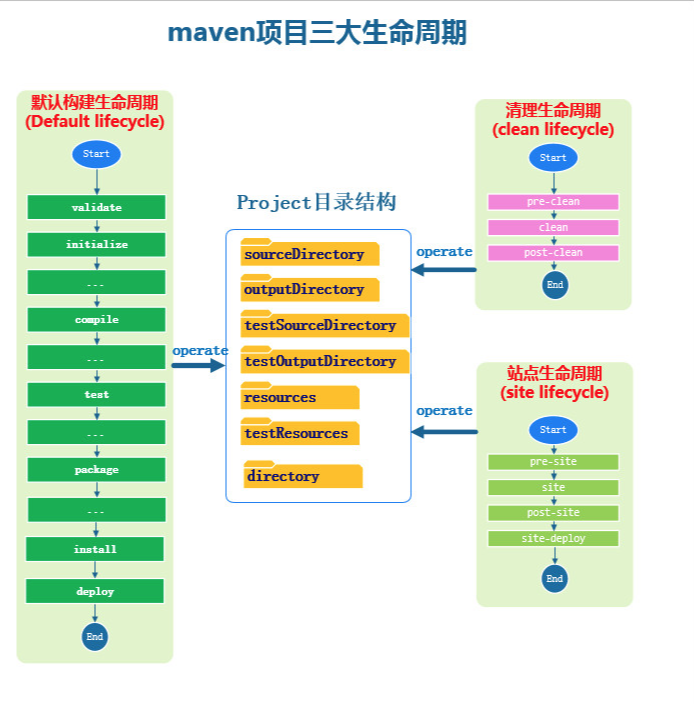 maven项目三大生命周期
默认构建生命周期
(Default lifecycle)
Start
validate
initialize
...
compile
...
test
...
package
...
install
deploy
End
operate
Project目录结构
sourceDirectory
outputDirectory
testSourceDirectory
testOutputDirectory
resources
testResources
directory
operate
清理生命周期
(clean lifecycle)
Start
pre-clean
clean
post-clean
End
operate
站点生命周期
(site lifecycle)
Start
pre-site
site
post-site
site-deploy
End